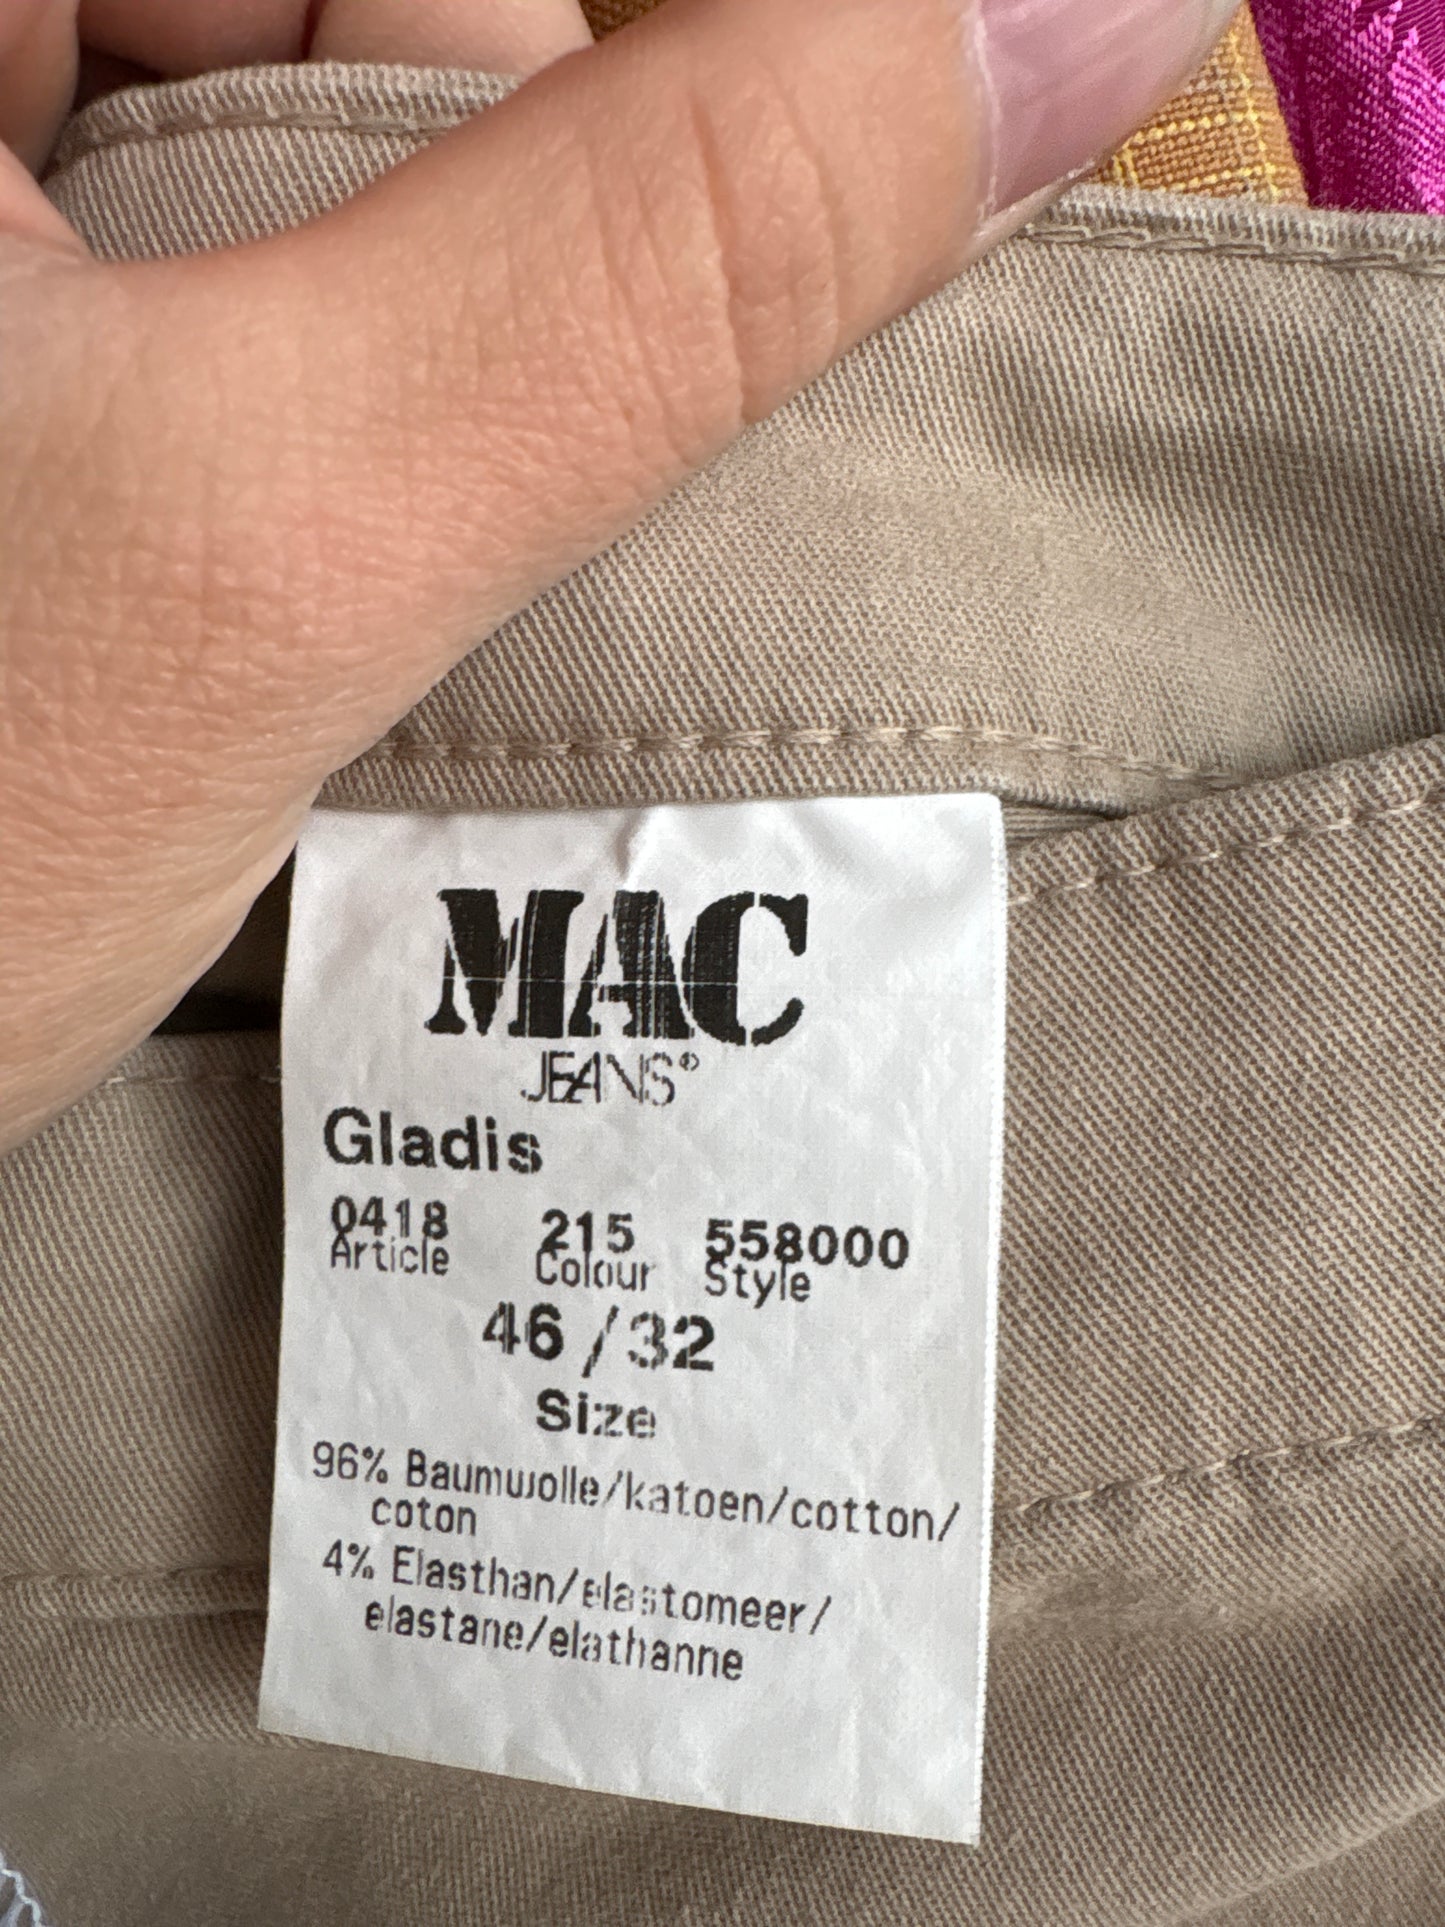 MAC
JEANS®
Gladis
0418 215 558000
Article Colour Style
46 / 32
Size
96% Baumwolle/katoen/cotton/
coton
4% Elasthan/elastomeer/
elastane/elathanne